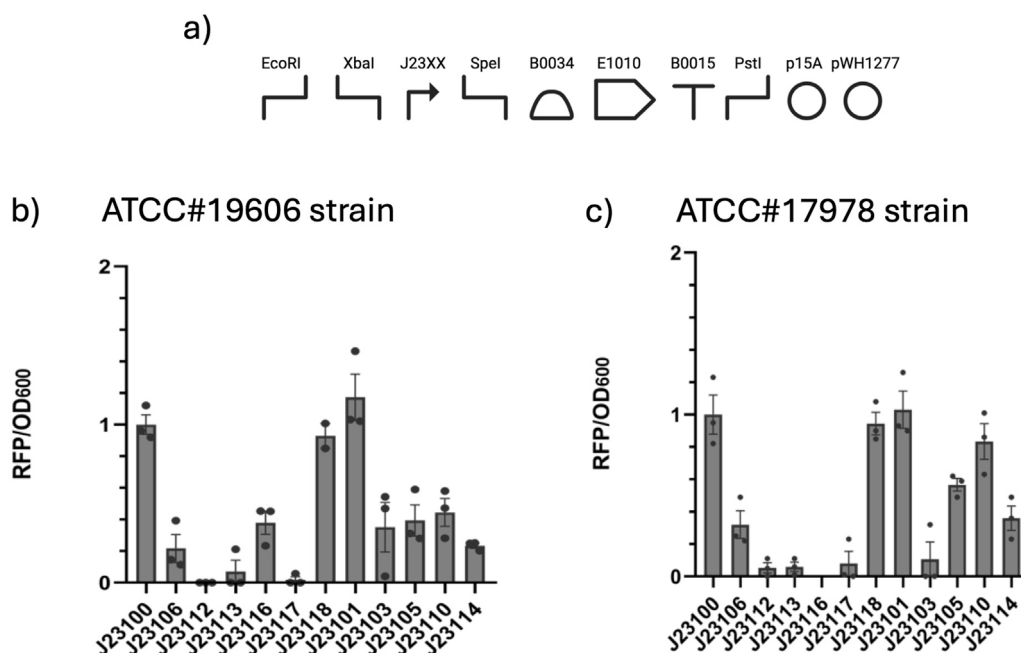 a)
EcoRI XbaI J23XX SpeI B0034 E1010 B0015 PstI p15A pWH1277
b) ATCC#19606 strain
c) ATCC#17978 strain
2
1
0
RFP/OD600
J23100 J23106 J23112 J23113 J23116 J23117 J23118 J23101 J23103 J23105 J23110 J23114
2
1
0
RFP/OD600
J23100 J23106 J23112 J23113 J23116 J23117 J23118 J23101 J23103 J23105 J23110 J23114